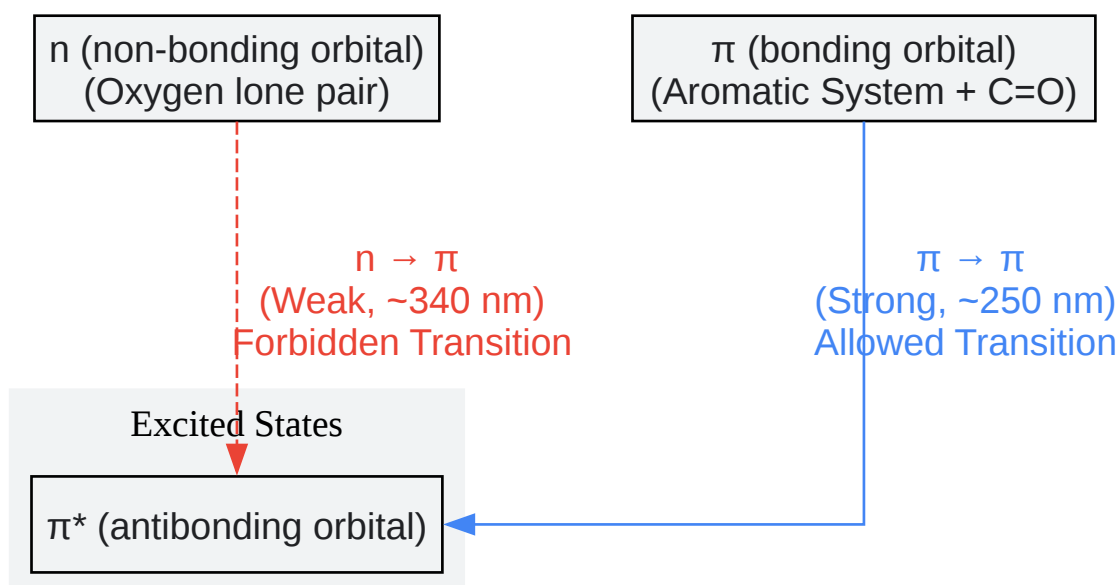 n (non-bonding orbital)
(Oxygen lone pair)
π (bonding orbital)
(Aromatic System + C=O)
n → π
(Weak, ~340 nm)
Forbidden Transition
π → π
(Strong, ~250 nm)
Allowed Transition
Excited States
π* (antibonding orbital)